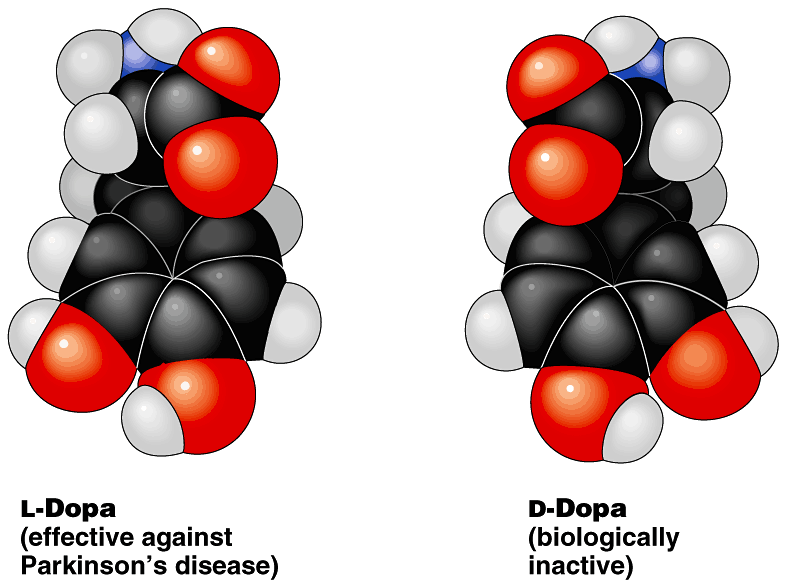 L-Dopa
(effective against
Parkinson's disease)
D-Dopa
(biologically
inactive)